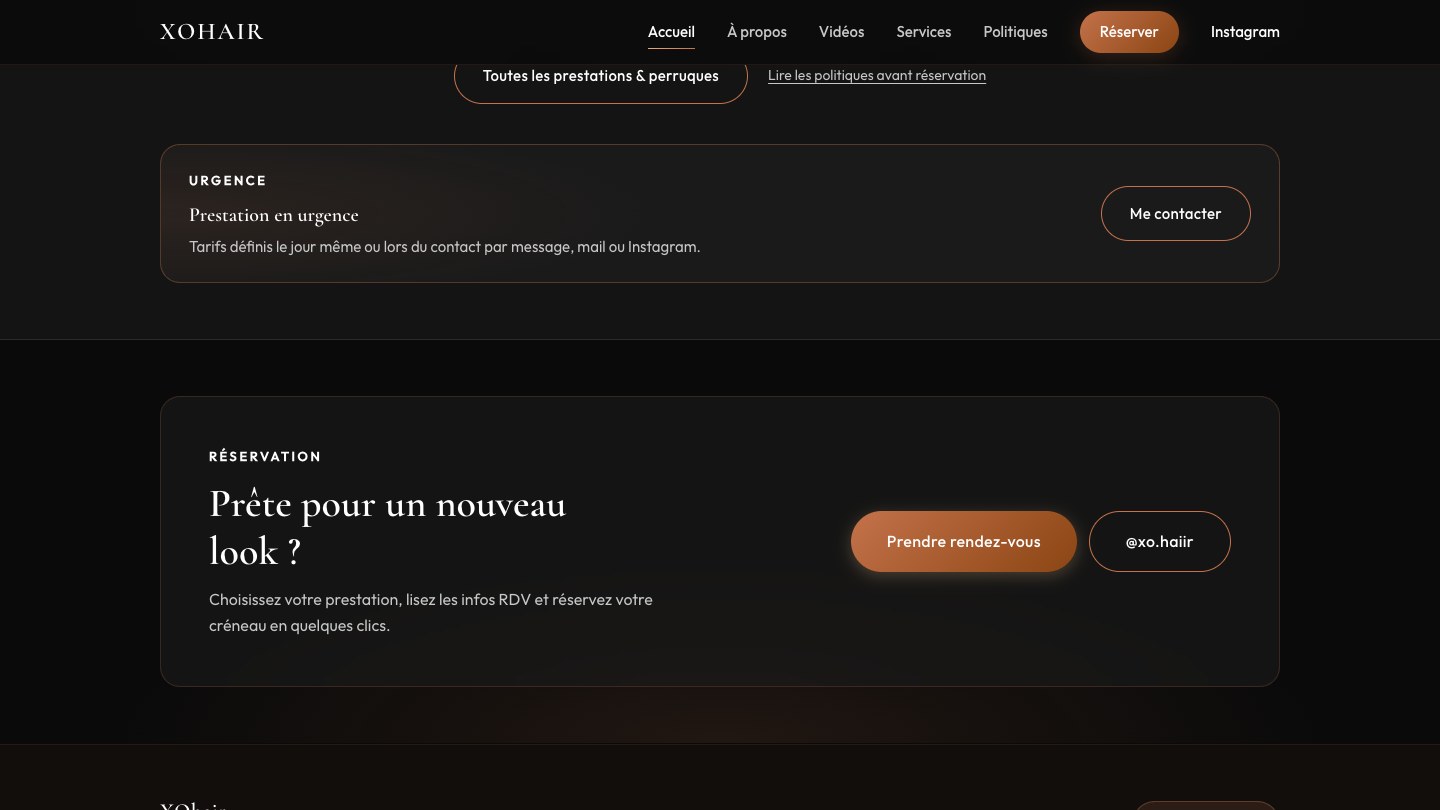 XOHAIR
Accueil
À propos
Vidéos
Services
Politiques
Réserver
Instagram
Toutes les prestations & perruques
Lire les politiques avant réservation
URGENCE
Prestation en urgence
Tarifs définis le jour même ou lors du contact par message, mail ou Instagram.
Me contacter
RÉSERVATION
Prête pour un nouveau
look ?
Choisissez votre prestation, lisez les infos RDV et réservez votre
créneau en quelques clics.
Prendre rendez-vous
@xo.haiir
XOhair